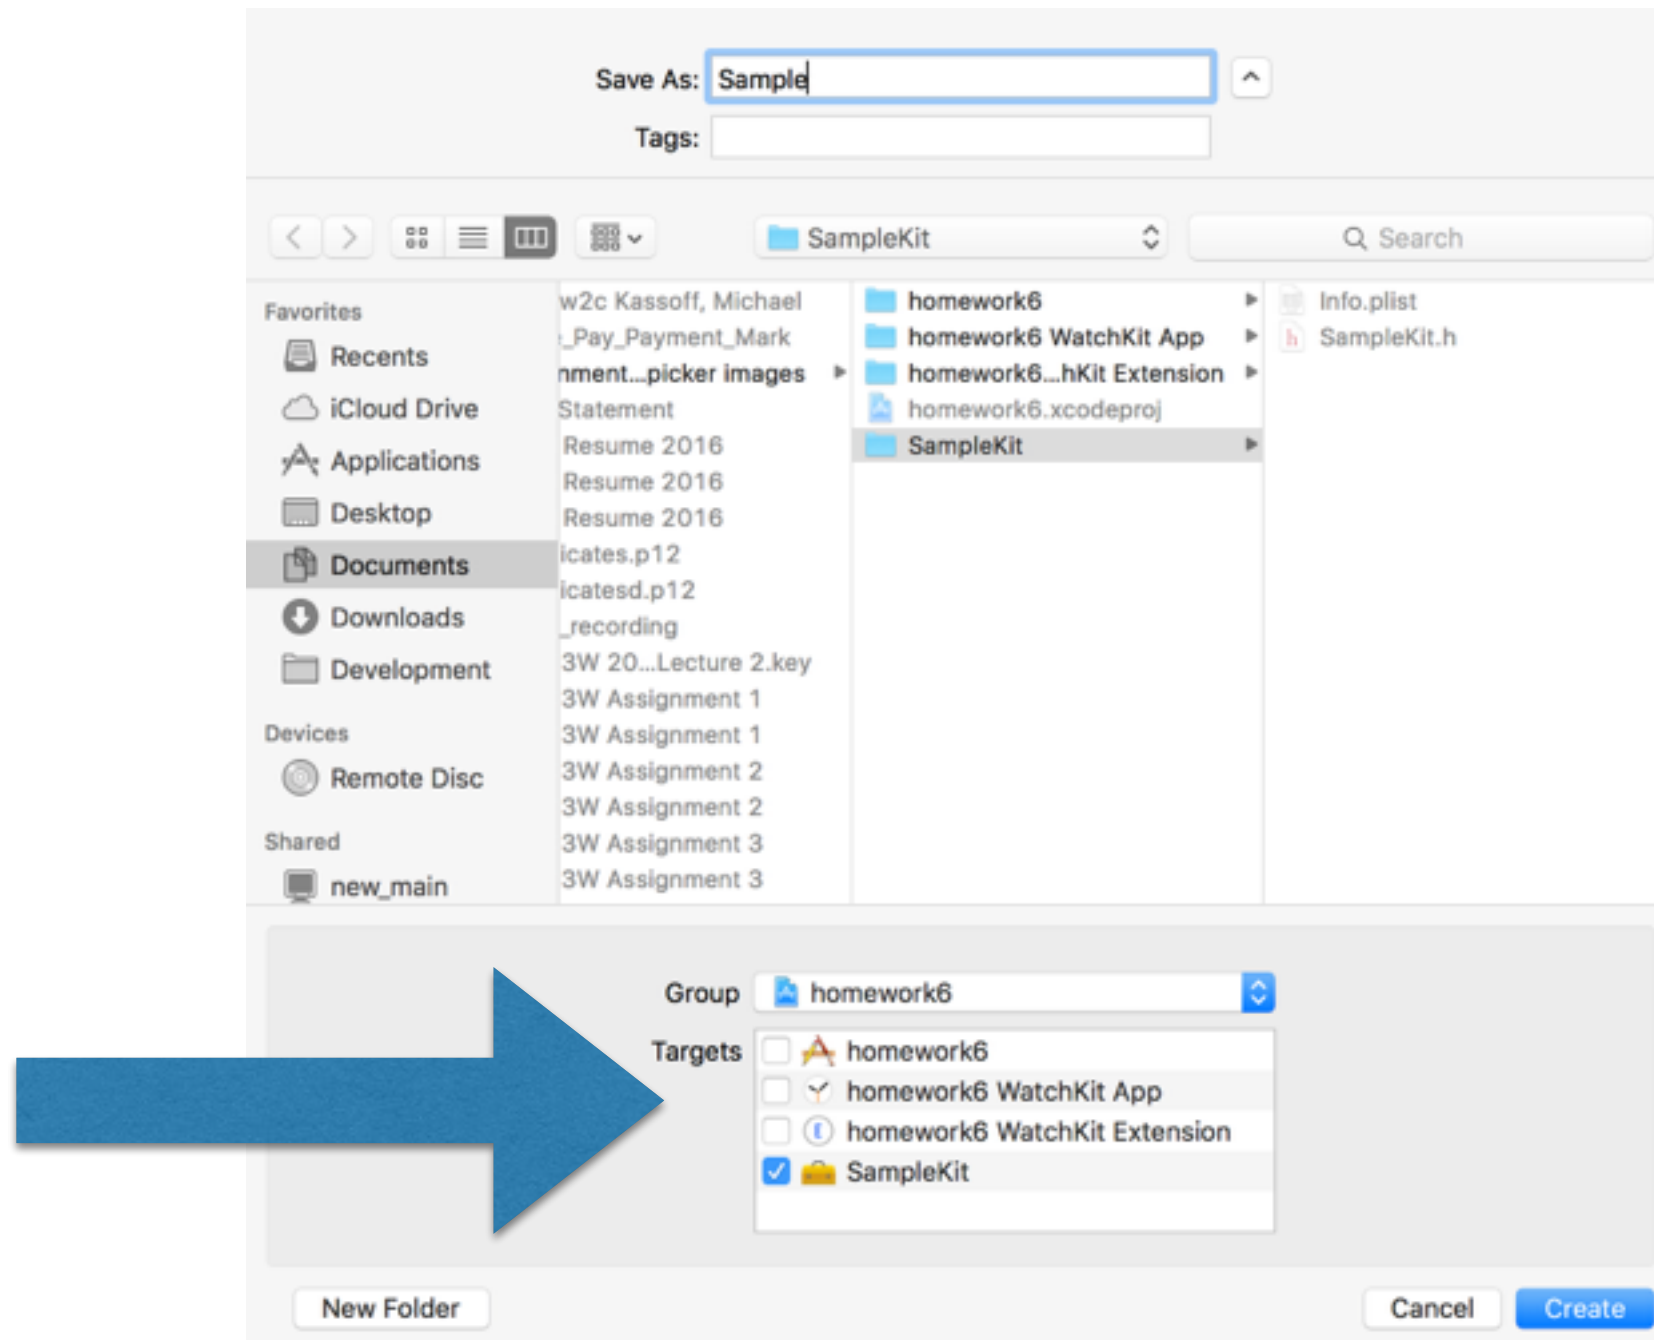 Save As: Sample
Tags:
SampleKit
Search
Favorites
Recents
iCloud Drive
Applications
Desktop
Documents
Downloads
Development
Devices
Remote Disc
Shared
new_main
w2c Kassoff, Michael
_Pay_Payment_Mark
nment...picker images
Statement
Resume 2016
Resume 2016
Resume 2016
icates.p12
icatesd.p12
_recording
3W 20...Lecture 2.key
3W Assignment 1
3W Assignment 1
3W Assignment 2
3W Assignment 2
3W Assignment 3
3W Assignment 3
homework6
homework6 WatchKit App
homework6...hKit Extension
homework6.xcodeproj
SampleKit
Info.plist
h SampleKit.h
Group homework6
Targets homework6
homework6 WatchKit App
E homework6 WatchKit Extension
SampleKit
New Folder
Cancel
Create